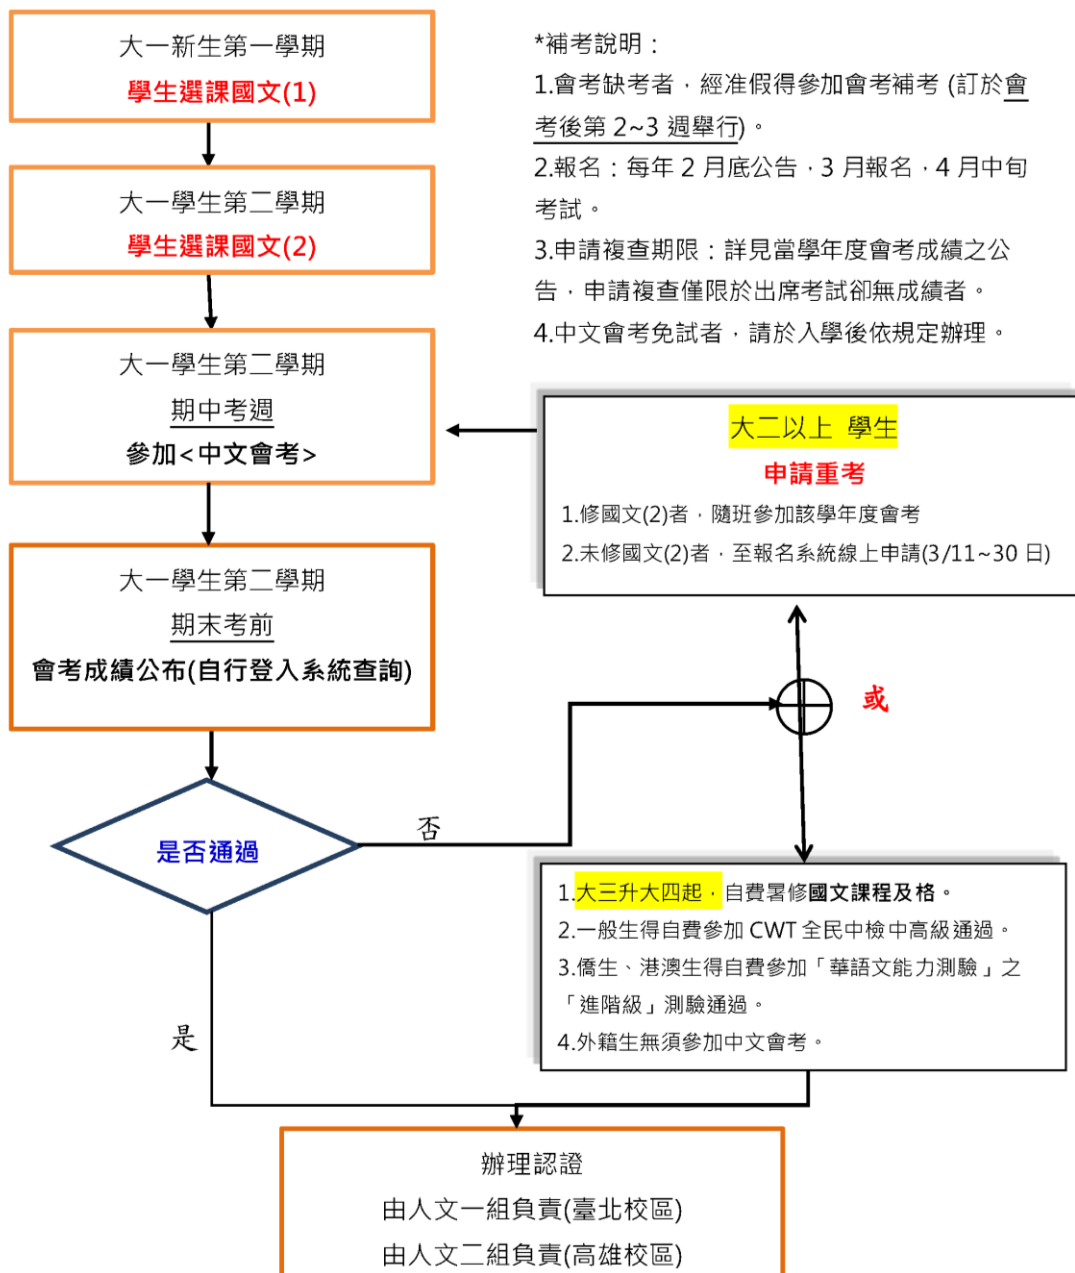 大一新生第一學期
學生選課國文(1)
大一學生第二學期
學生選課國文(2)
大一學生第二學期
期中考週
參加<中文會考>
大一學生第二學期
期末考前
會考成績公布(自行登入系統查詢)
是否通過
否
是
*補考說明：
1.會考缺考者，經准假得參加會考補考 (訂於會
考後第 2~3 週舉行)。
2.報名：每年 2 月底公告，3 月報名，4 月中旬
考試。
3.申請複查期限：詳見當學年度會考成績之公
告，申請複查僅限於出席考試卻無成績者。
4.中文會考免試者，請於入學後依規定辦理。
大二以上 學生
申請重考
1.修國文(2)者，隨班參加該學年度會考
2.未修國文(2)者，至報名系統線上申請(3/11~30 日)
或
1.大三升大四起，自費暑修國文課程及格。
2.一般生得自費參加 CWT 全民中檢中高級通過。
3.僑生、港澳生得自費參加「華語文能力測驗」之
「進階級」測驗通過。
4.外籍生無須參加中文會考。
辦理認證
由人文一組負責(臺北校區)
由人文二組負責(高雄校區)